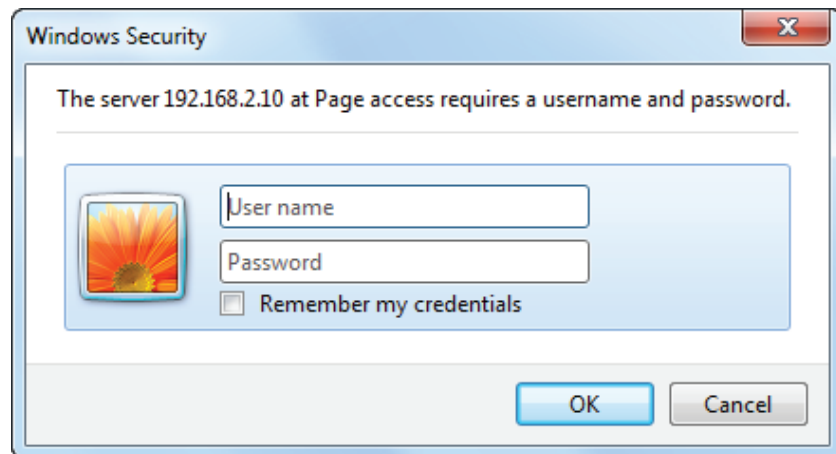 Windows Security
The server 192.168.2.10 at Page access requires a username and password.
User name
Password
Remember my credentials
OK
Cancel